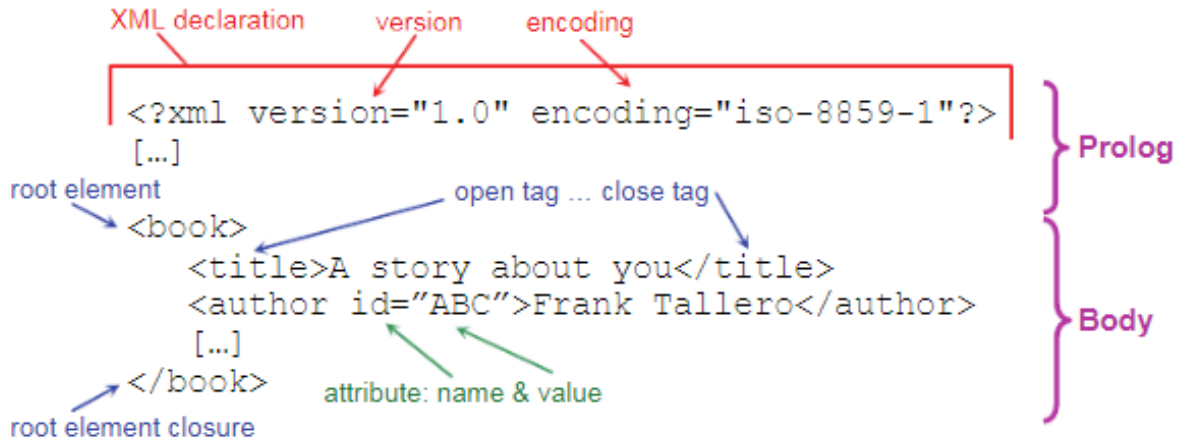 XML declaration version encoding
<?xml version="1.0" encoding="iso-8859-1"?>
[…]
Prolog
root element
open tag … close tag
<book>
<title>A story about you</title>
<author id=”ABC”>Frank Tallero</author>
Body
[…]
</book>
attribute: name & value
root element closure